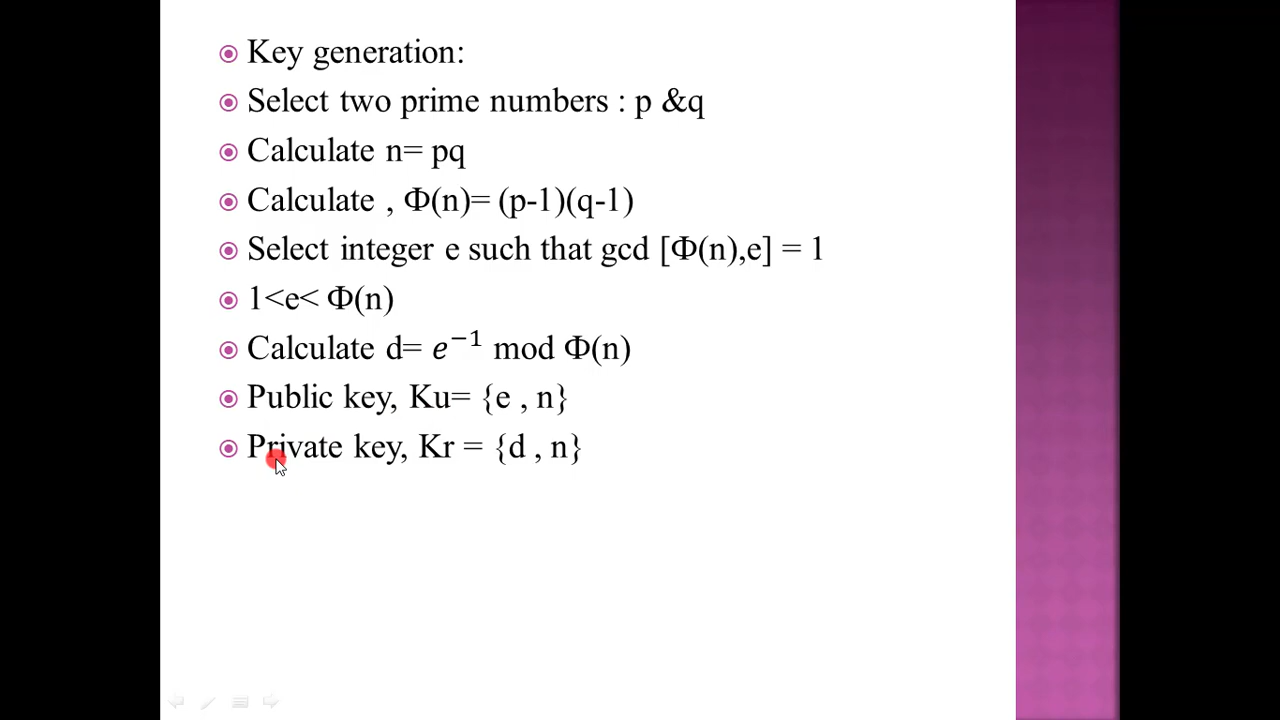 Key generation:
Select two prime numbers : p &q
Calculate n= pq
Calculate , Φ(n)= (p-1)(q-1)
Select integer e such that gcd [Φ(n),e] = 1
1<e< Φ(n)
Calculate d= e⁻¹ mod Φ(n)
Public key, Ku= {e , n}
Private key, Kr = {d , n}